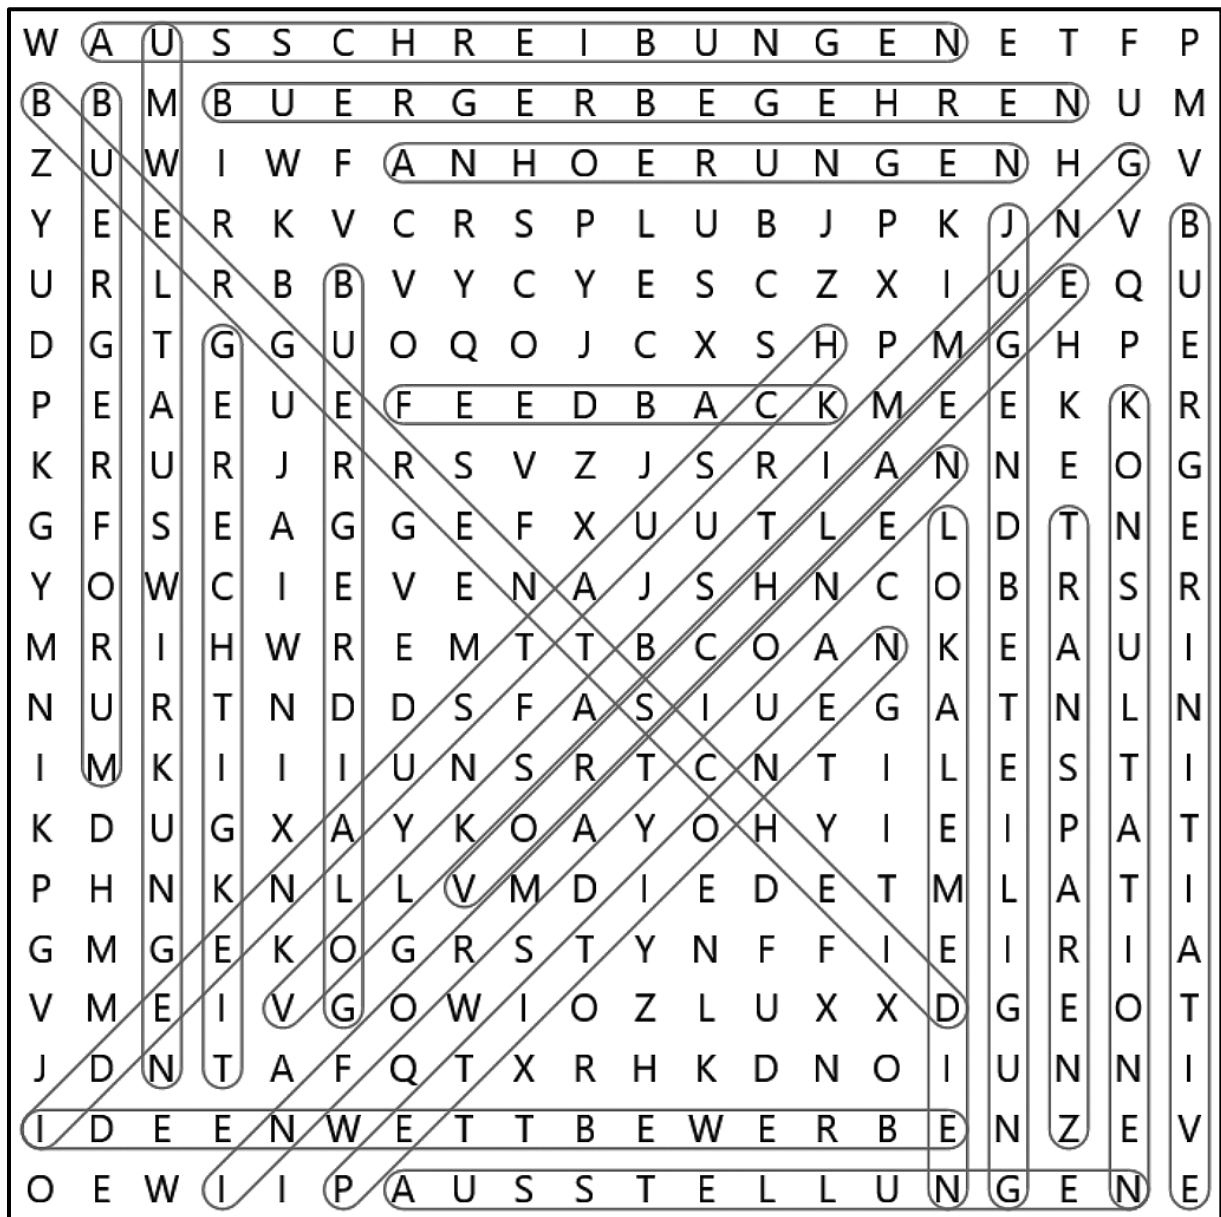 W A U S S C H R E I B U N G E N E T F P
B B M B U E R G E R B E G E H R E N U M
Z U W I W F A N H O E R U N G E N H G V
Y E E R K V C R S P L U B J P K J N V B
U R L R B B V Y C Y E S C Z X I U E Q U
D G T G G U O Q O J C X S H P M G H P E
P E A E U E F E E D B A C K M E E K K R
K R U R J R R S V Z J S R I A N N E O G
G F S E A G G E F X U U T L E L D T N E
Y O W C I E V E N A J S H N C O B R S R
M R I H W R E M T T B C O A N K E A U I
N U R T N D D S F A S I U E G A T N L N
I M K I I I U N S R T C N T I L E S T I
K D U G X A Y K O A Y O H Y I E I P A T
P H N K N L L V M D I E D E T M L A T I
G M G E K O G R S T Y N F F I E I R I A
V M E I V G O W I O Z L U X X D G E O T
J D N T A F Q T X R H K D N O I U N N I
I D E E N W E T T B E W E R B E N Z E V
O E W I I P A U S S T E L L U N G E N E